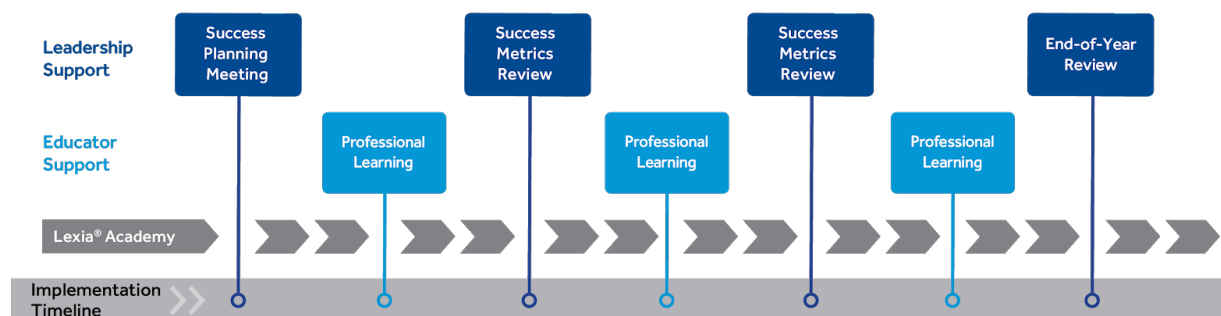 Leadership
Support
Success
Planning
Meeting
Success
Metrics
Review
Success
Metrics
Review
End-of-Year
Review
Educator
Support
Professional
Learning
Professional
Learning
Professional
Learning
Lexia® Academy
Implementation
Timeline